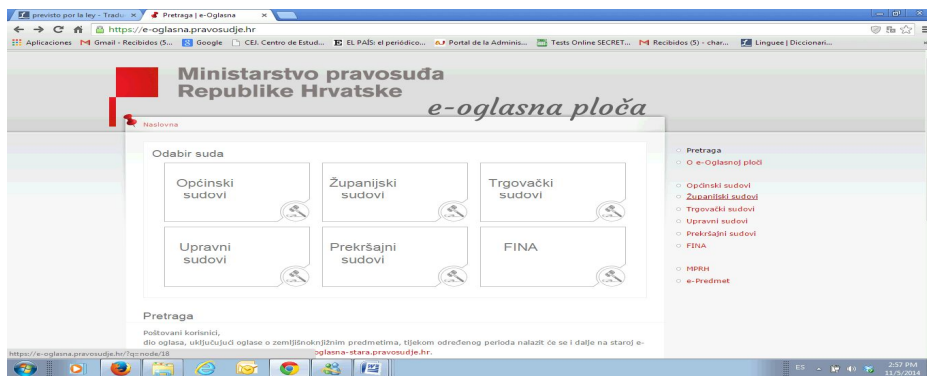 previsto por la ley - Tradu
Pretraga | e-Oglasna
https://e-oglasna.pravosudje.hr
Aplicaciones
Gmail - Recibidos (5...
Google
CEJ. Centro de Estud...
EL PAÍS: el periódico...
Portal de la Adminis...
Tests Online SECRET...
Recibidos (5) - char...
Linguee | Diccionari...
Ministarstvo pravosuđa
Republike Hrvatske
e-oglasna ploča
Naslovna
Odabir suda
Općinski
sudovi
Županijski
sudovi
Trgovački
sudovi
Upravni
sudovi
Prekršajni
sudovi
FINA
Pretraga
Poštovani korisnici,
dio oglasa, uključujući oglase o zemljišnoknjižnim predmetima, tijekom određenog perioda nalazit će se i dalje na staroj e-
oglasna-stara.pravosudje.hr.
Pretraga
O e-Oglasnoj ploči
Općinski sudovi
Županijski sudovi
Trgovački sudovi
Upravni sudovi
Prekršajni sudovi
FINA
MPRH
e-Predmet
https://e-oglasna.pravosudje.hr/?q=node/18
ES
2:57 PM
11/5/2014